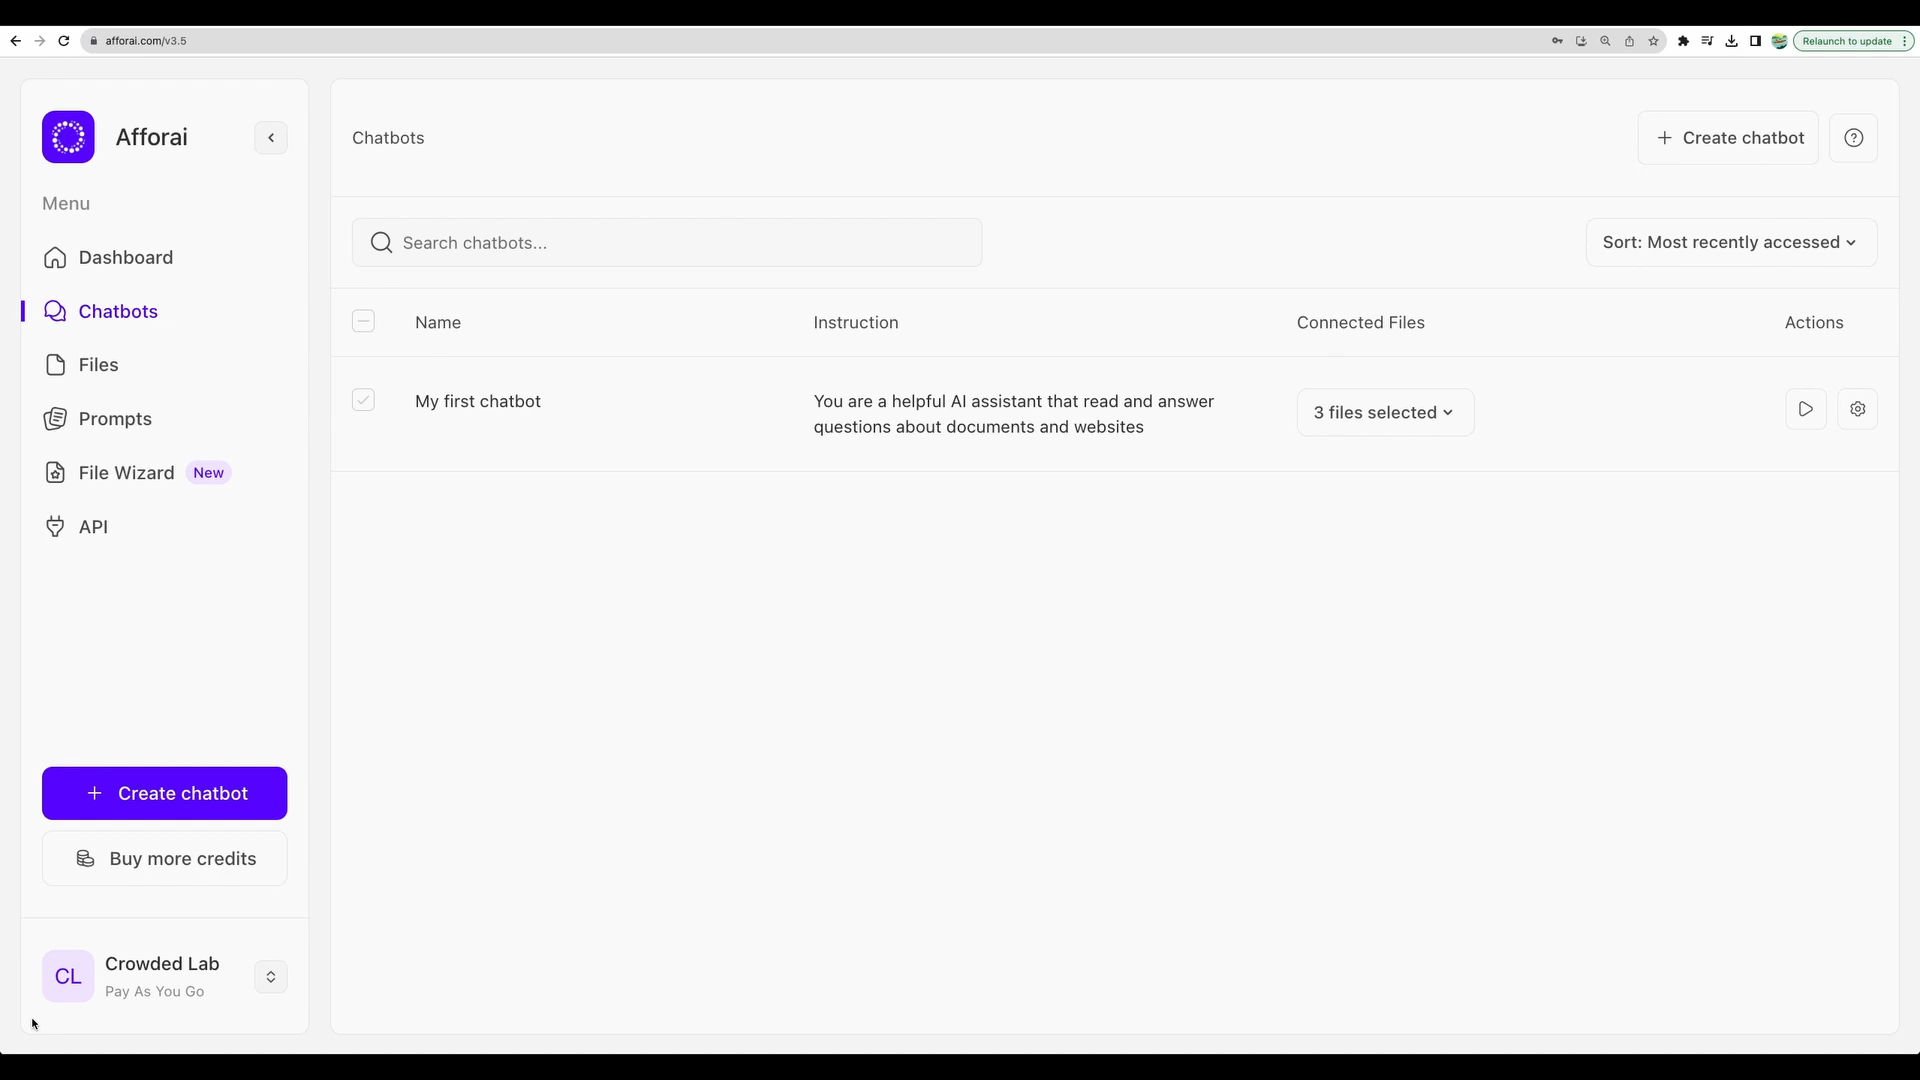 afforai.com/v3.5
Relaunch to update
Afforai
Menu
Dashboard
Chatbots
Files
Prompts
File Wizard New
API
+ Create chatbot
Buy more credits
CL
Crowded Lab
Pay As You Go
Chatbots
+ Create chatbot
Search chatbots...
Sort: Most recently accessed
Name Instruction Connected Files Actions
My first chatbot
You are a helpful AI assistant that read and answer
questions about documents and websites
3 files selected